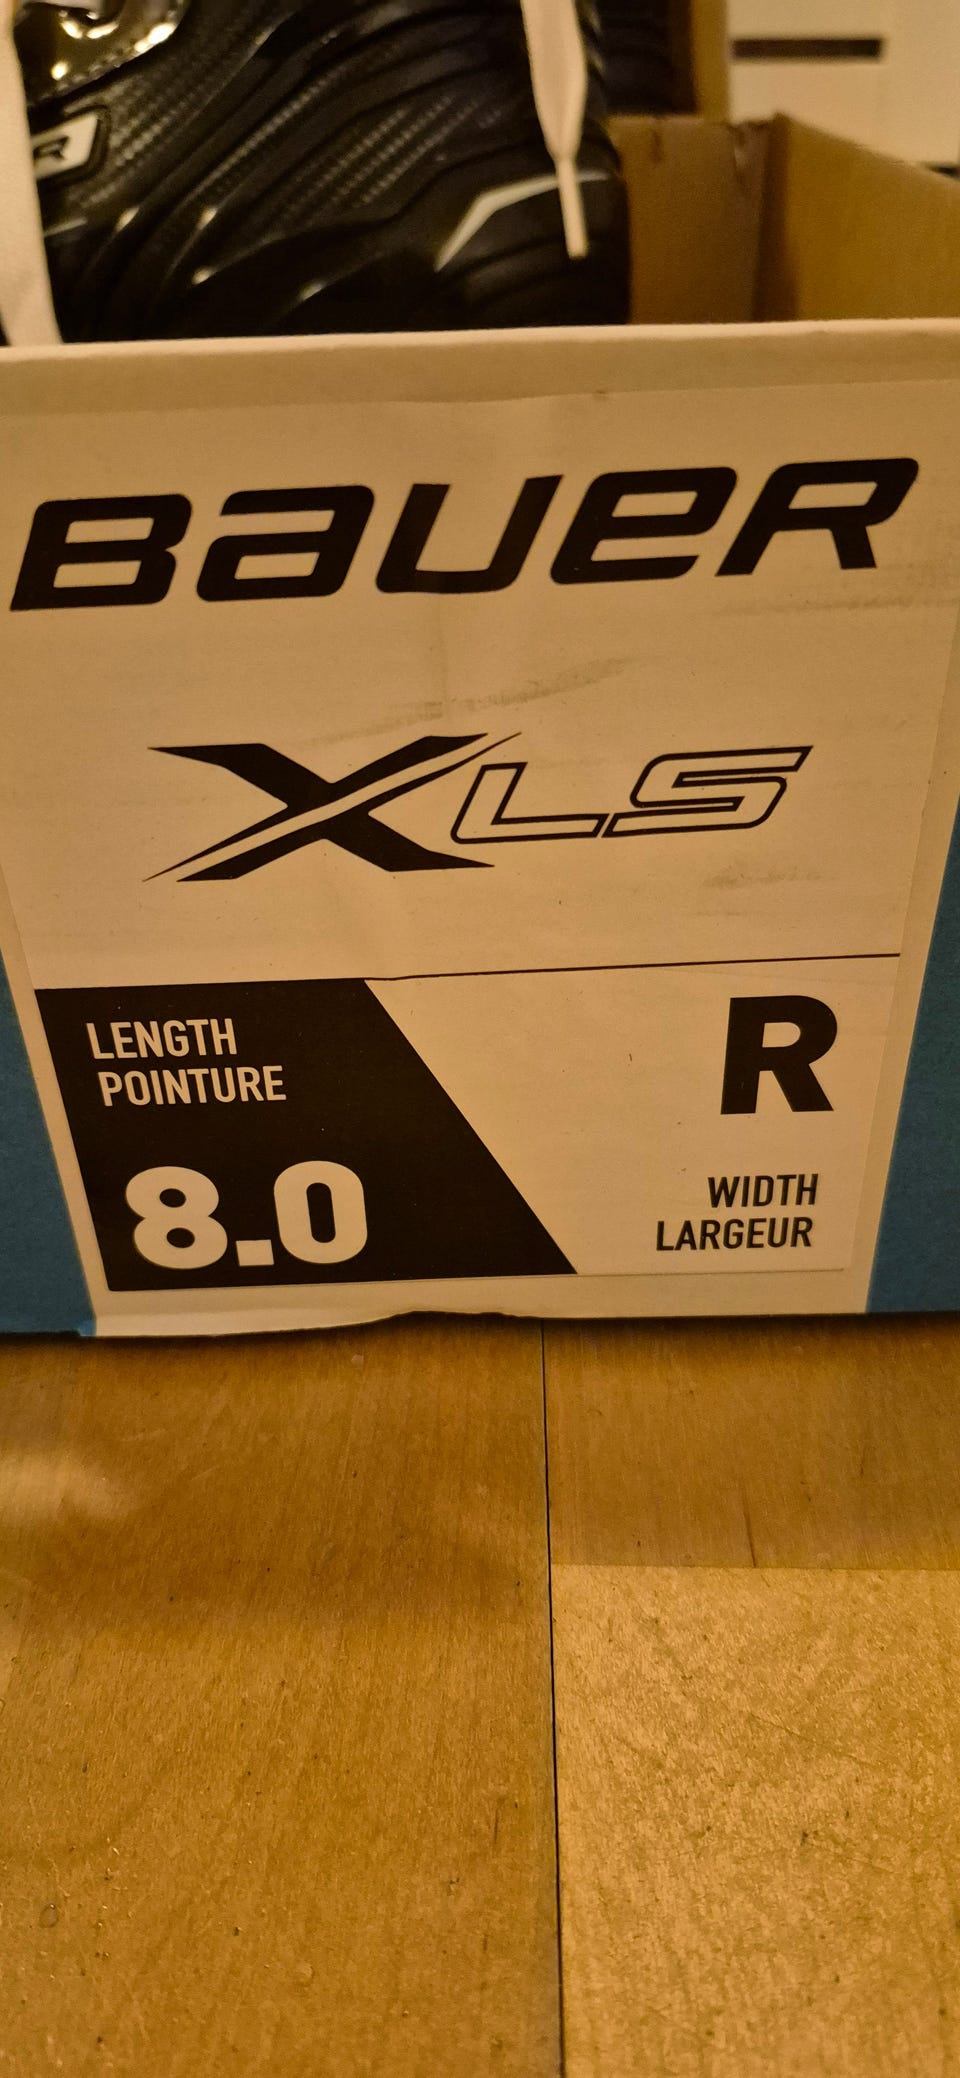 R
BAUER
XLS
LENGTH
POINTURE
8.0
R
WIDTH
LARGEUR